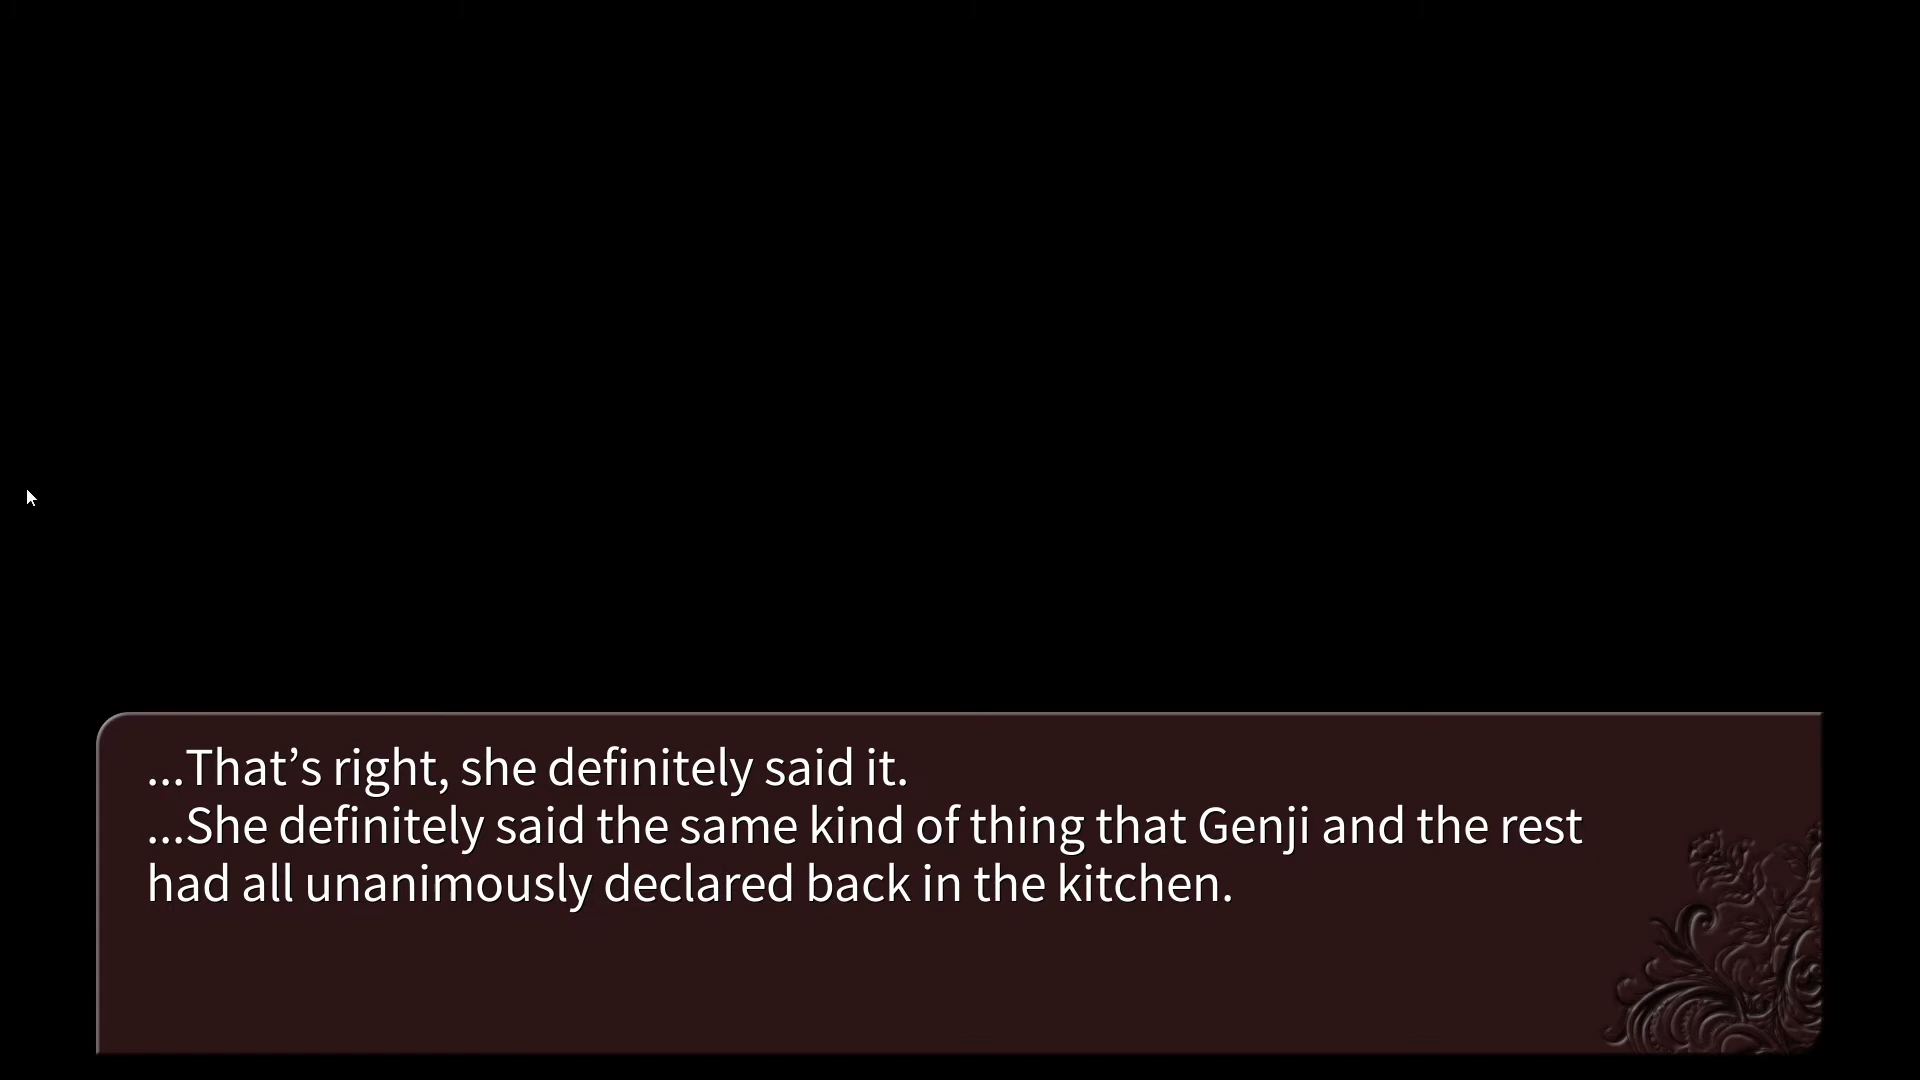 ...That’s right, she definitely said it.
...She definitely said the same kind of thing that Genji and the rest
had all unanimously declared back in the kitchen.